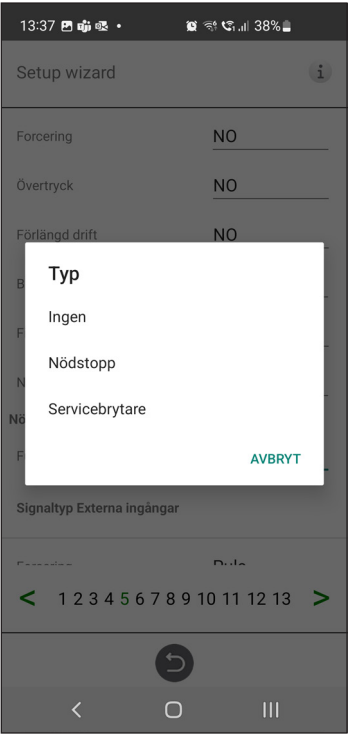 13:37 38%
Setup wizard i
Forcering NO
Övertryck NO
Förlängd drift NO
Typ
B
Ingen
F
Nödstopp
N
Servicebrytare
Nö
F
AVBRYT
Signaltyp Externa ingångar
< 1 2 3 4 5 6 7 8 9 10 11 12 13 >